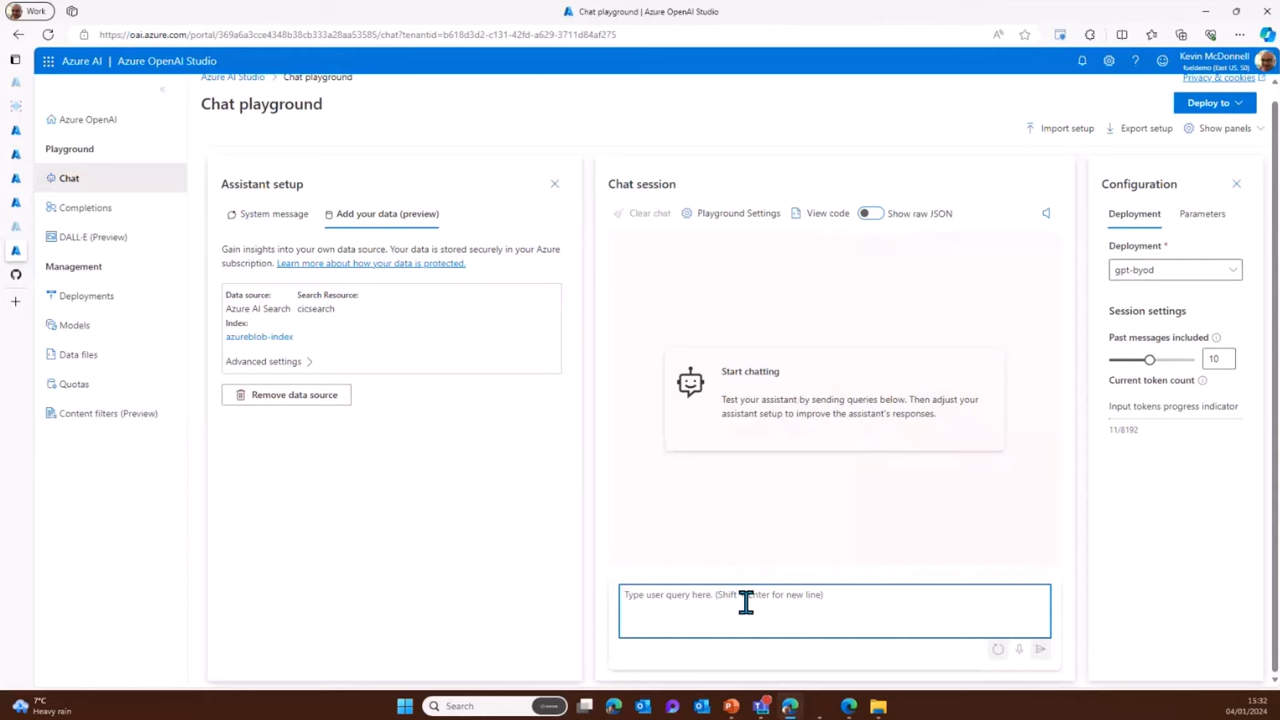 Work
Chat playground | Azure OpenAI Studio
https://oai.azure.com/portal/369a6a3cce4348b38cb333a28aa53585/chat?tenantid=b618d3d2-c131-42fd-a629-3711d84af275
Azure AI | Azure OpenAI Studio
Kevin McDonnell
fueldemo (East US, S0)
Privacy & cookies
Azure AI Studio > Chat playground
Chat playground
Deploy to
Import setup
Export setup
Show panels
Azure OpenAI
Playground
Chat
Completions
DALL-E (Preview)
Management
Deployments
Models
Data files
Quotas
Content filters (Preview)
Assistant setup
System message
Add your data (preview)
Gain insights into your own data source. Your data is stored securely in your Azure
subscription. Learn more about how your data is protected.
Data source: Search Resource:
Azure AI Search cicsearch
Index:
azureblob-index
Advanced settings
Remove data source
Chat session
Clear chat
Playground Settings
View code
Show raw JSON
Start chatting
Test your assistant by sending queries below. Then adjust your
assistant setup to improve the assistant's responses.
Type user query here. (Shift enter for new line)
Configuration
Deployment
Parameters
Deployment *
gpt-byod
Session settings
Past messages included
10
Current token count
Input tokens progress indicator
11/8192
7°C
Heavy rain
Search
15:32
04/01/2024